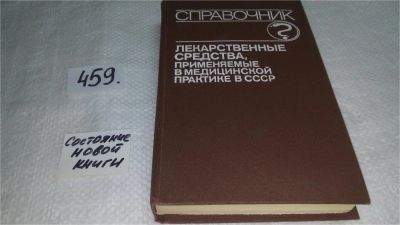 СПРАВОЧНИК
?
ЛЕКАРСТВЕННЫЕ
СРЕДСТВА,
ПРИМЕНЯЕМЫЕ
В МЕДИЦИНСКОЙ
ПРАКТИКЕ В СССР
459.
СОСТОЯНИЕ
НОВОЙ
КНИГИ